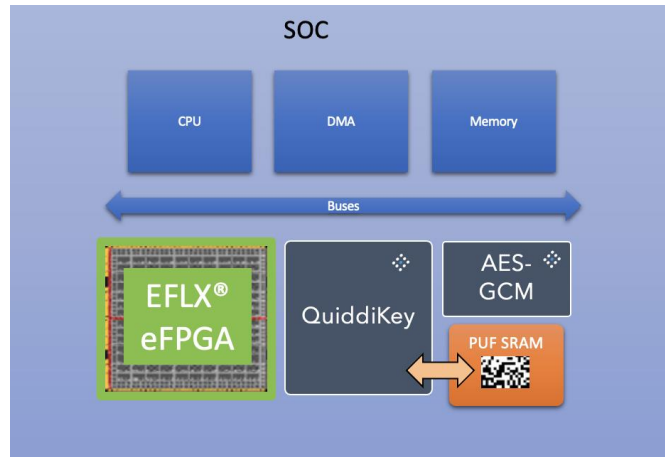 SOC
CPU
DMA
Memory
Buses
EFLX®
eFPGA
QuiddiKey
AES-
GCM
PUF SRAM